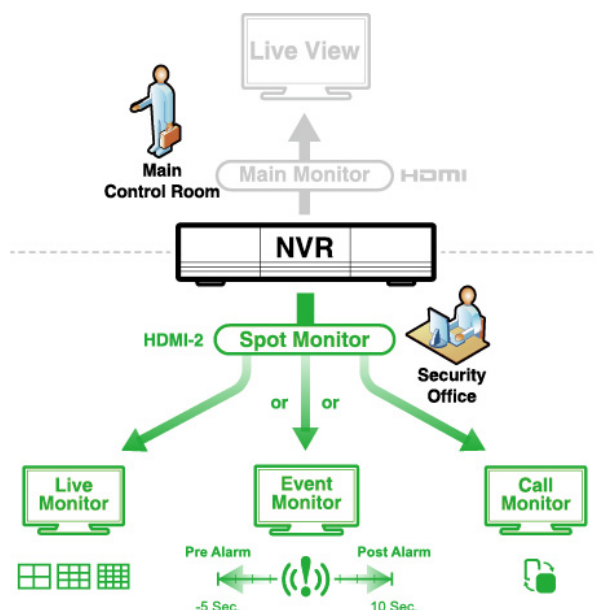 Live View
Main
Control Room
Main Monitor
HDMI
NVR
HDMI-2
Spot Monitor
Security
Office
or
or
Live
Monitor
Event
Monitor
Call
Monitor
Pre Alarm
Post Alarm
-5 Sec.
10 Sec.